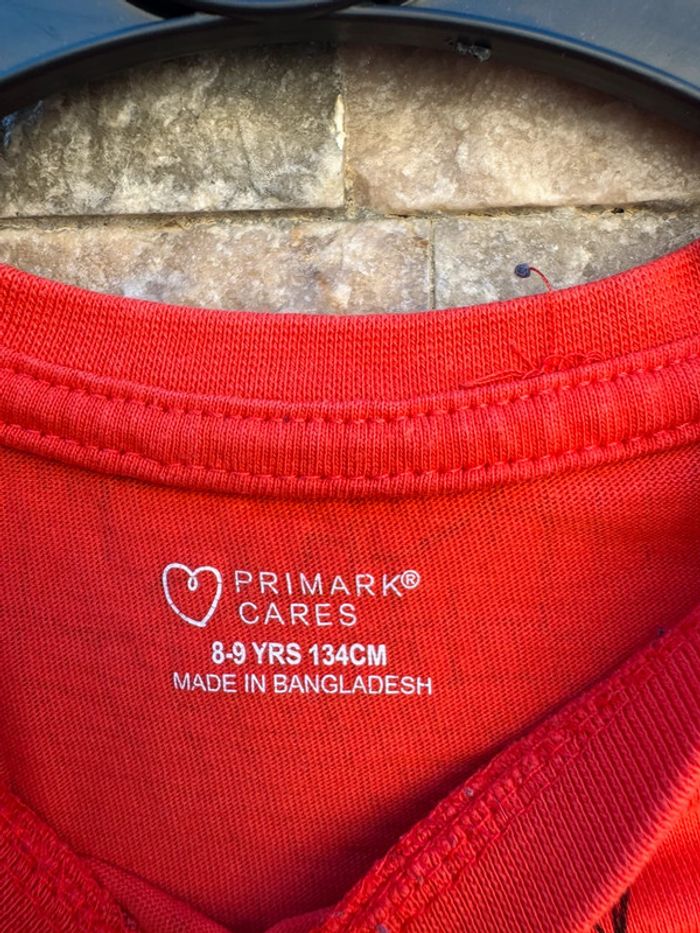 PRIMARK®
CARES
8-9 YRS 134CM
MADE IN BANGLADESH